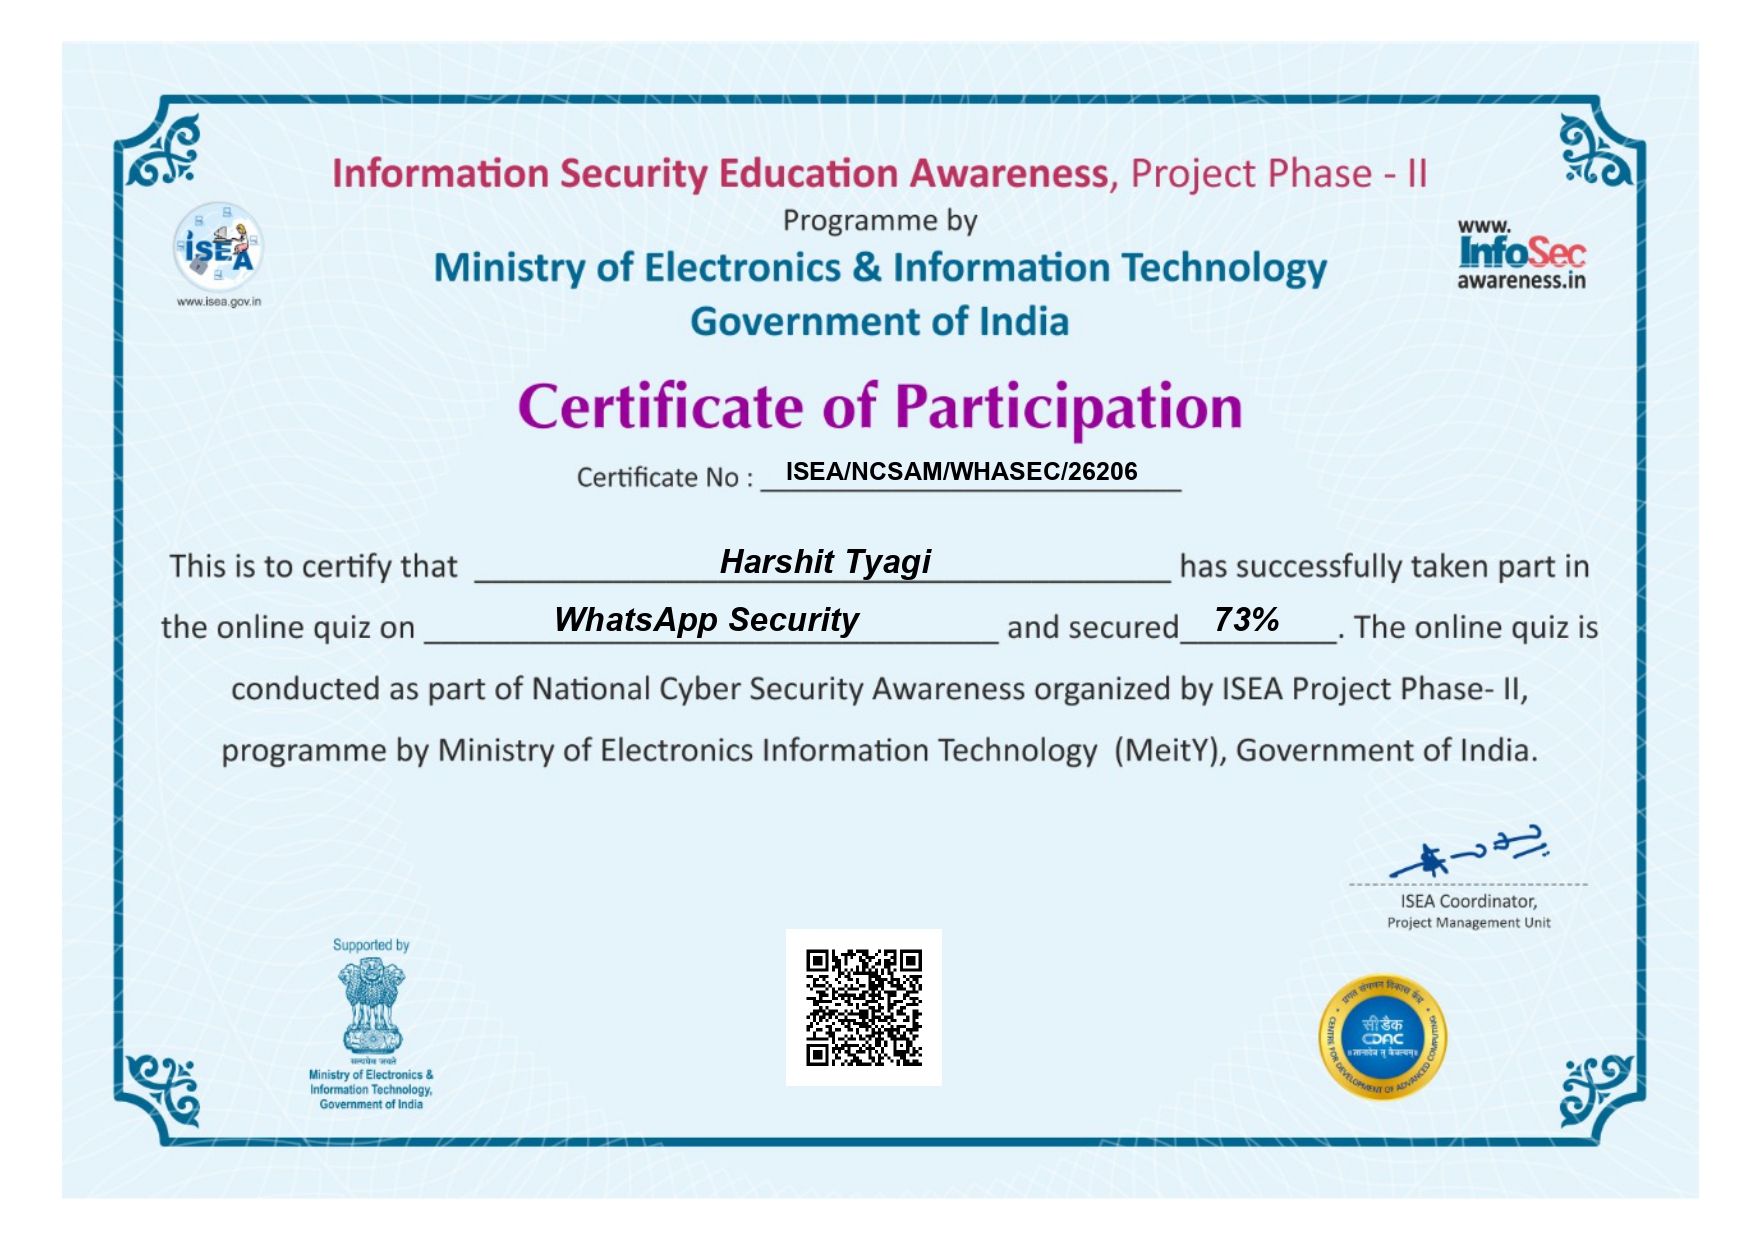 Information Security Education Awareness, Project Phase - II
Programme by
Ministry of Electronics & Information Technology
Government of India
iSEA
www.isea.gov.in
www.
InfoSec
awareness.in
Certificate of Participation
Certificate No : ISEA/NCSAM/WHASEC/26206
This is to certify that Harshit Tyagi has successfully taken part in
the online quiz on WhatsApp Security and secured 73%. The online quiz is
conducted as part of National Cyber Security Awareness organized by ISEA Project Phase- II,
programme by Ministry of Electronics Information Technology (MeitY), Government of India.
ISEA Coordinator,
Project Management Unit
Supported by
सत्यमेव जयते
Ministry of Electronics &
Information Technology,
Government of India
प्रगत संगणन विकास केंद्र
सी डैक
CDAC
॥ज्ञानादेव तु कैवल्यम्॥
CENTRE FOR DEVELOPMENT OF ADVANCED COMPUTING